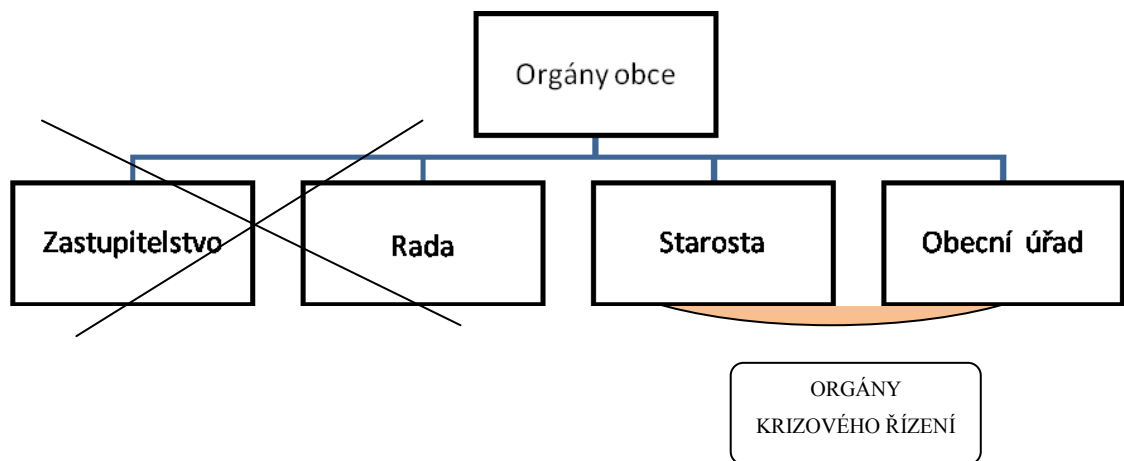 Orgány obce
Zastupitelstvo
Rada
Starosta
Obecní úřad
ORGÁNY
KRIZOVÉHO ŘÍZENÍ